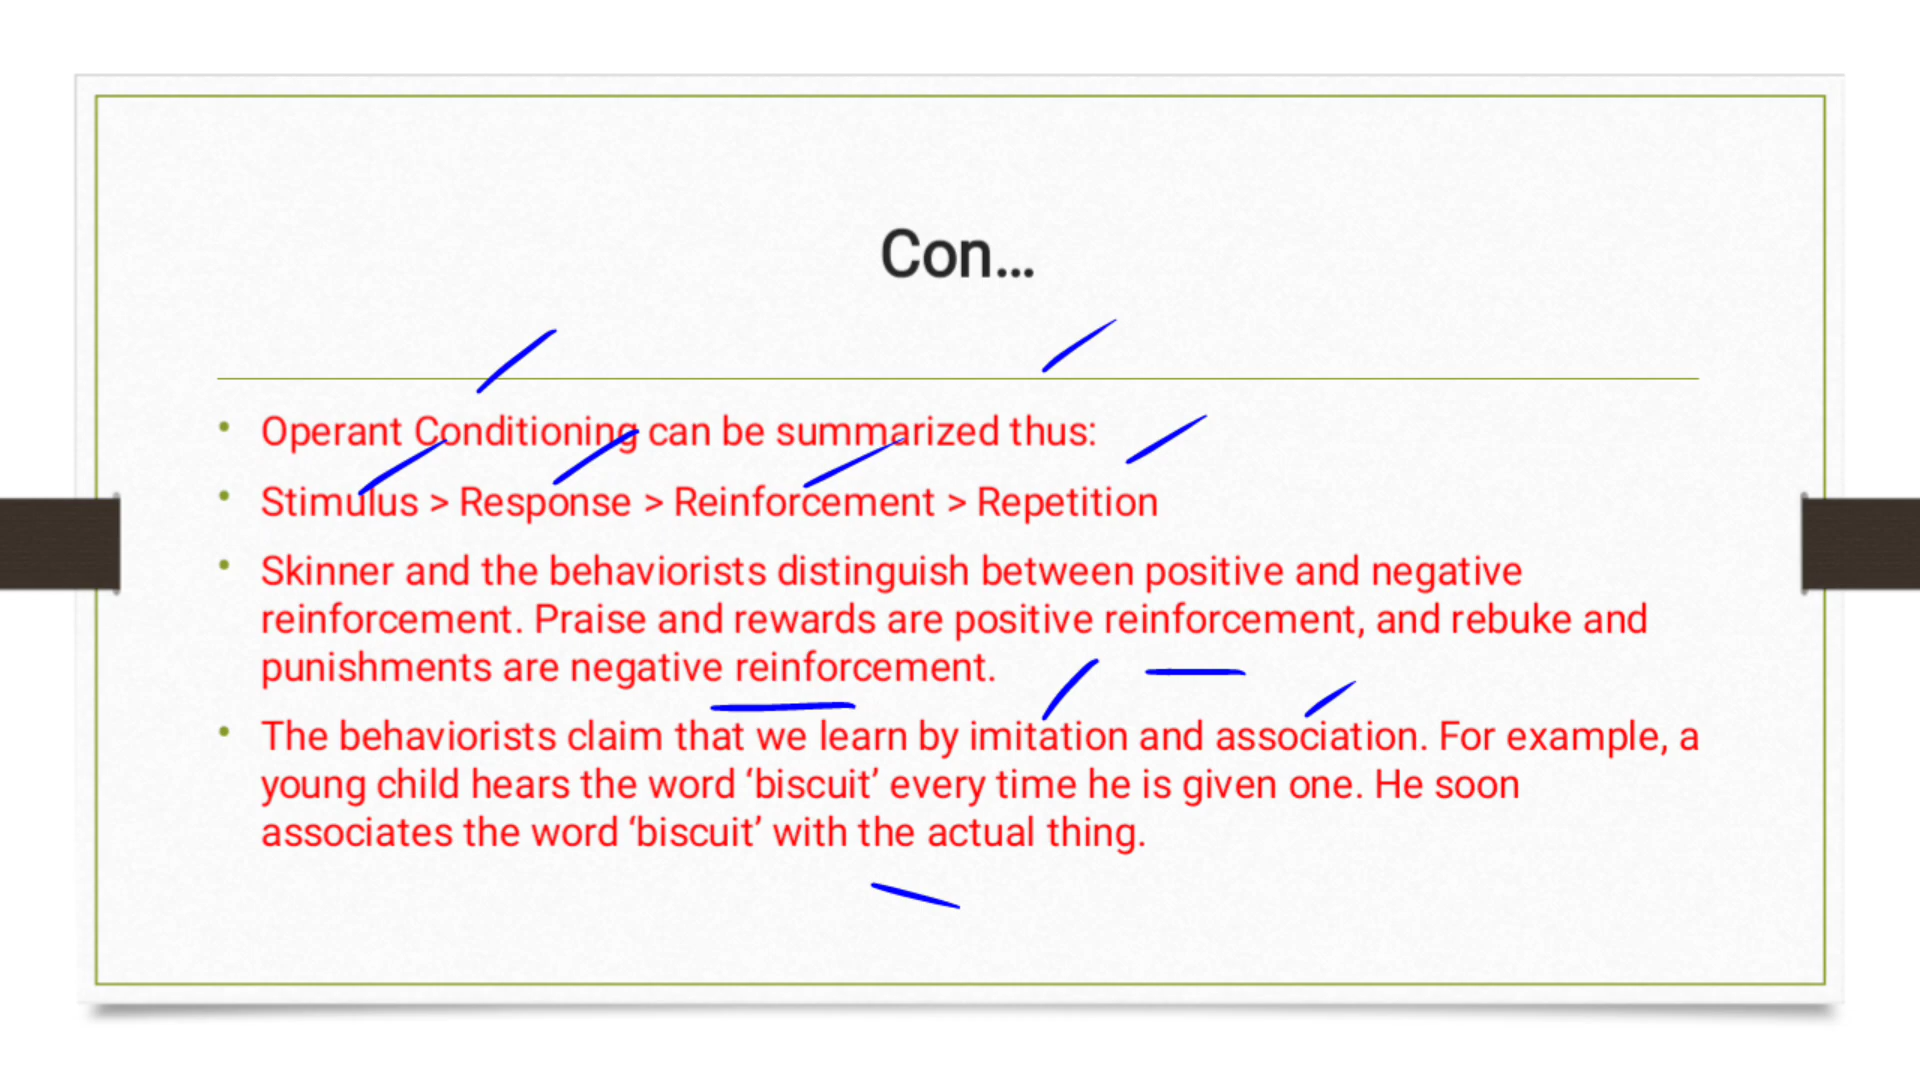 Con...
• Operant Conditioning can be summarized thus:
• Stimulus > Response > Reinforcement > Repetition
• Skinner and the behaviorists distinguish between positive and negative
reinforcement. Praise and rewards are positive reinforcement, and rebuke and
punishments are negative reinforcement.
• The behaviorists claim that we learn by imitation and association. For example, a
young child hears the word ‘biscuit’ every time he is given one. He soon
associates the word ‘biscuit’ with the actual thing.